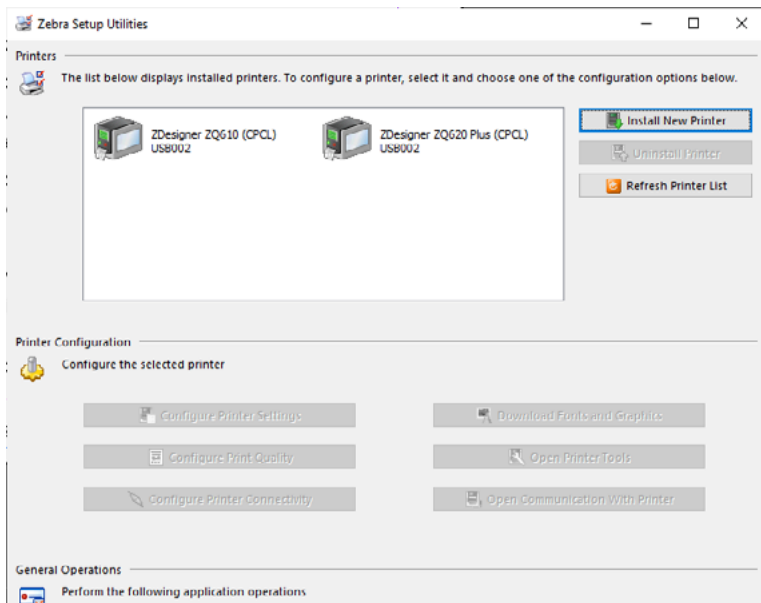 Zebra Setup Utilities
Printers
The list below displays installed printers. To configure a printer, select it and choose one of the configuration options below.
ZDesigner ZQ610 (CPCL)
USB002
ZDesigner ZQ620 Plus (CPCL)
USB002
Install New Printer
Uninstall Printer
Refresh Printer List
Printer Configuration
Configure the selected printer
Configure Printer Settings
Download Fonts and Graphics
Configure Print Quality
Open Printer Tools
Configure Printer Connectivity
Open Communication With Printer
General Operations
Perform the following application operations